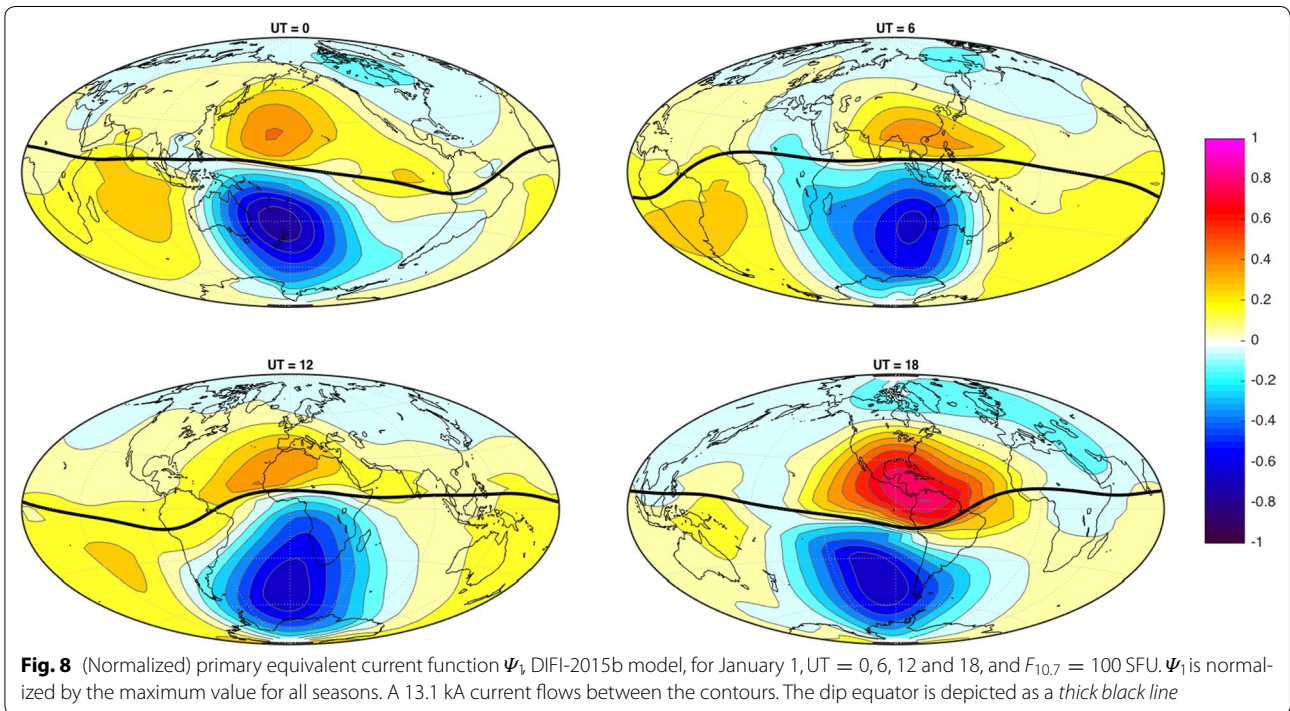 UT = 0
UT = 6
UT = 12
UT = 18
1
0.8
0.6
0.4
0.2
0
-0.2
-0.4
-0.6
-0.8
-1
Fig. 8 (Normalized) primary equivalent current function Ψ₁, DIFI-2015b model, for January 1, UT = 0, 6, 12 and 18, and F₁₀.₇ = 100 SFU. Ψ₁ is normal-
ized by the maximum value for all seasons. A 13.1 kA current flows between the contours. The dip equator is depicted as a thick black line